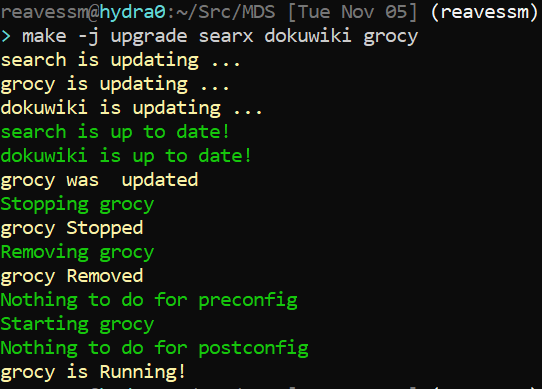 reavessm@hydra0:~/Src/MDS [Tue Nov 05] (reavessm)
> make -j upgrade searx dokuwiki grocy
search is updating ...
grocy is updating ...
dokuwiki is updating ...
search is up to date!
dokuwiki is up to date!
grocy was  updated
Stopping grocy
grocy Stopped
Removing grocy
grocy Removed
Nothing to do for preconfig
Starting grocy
Nothing to do for postconfig
grocy is Running!